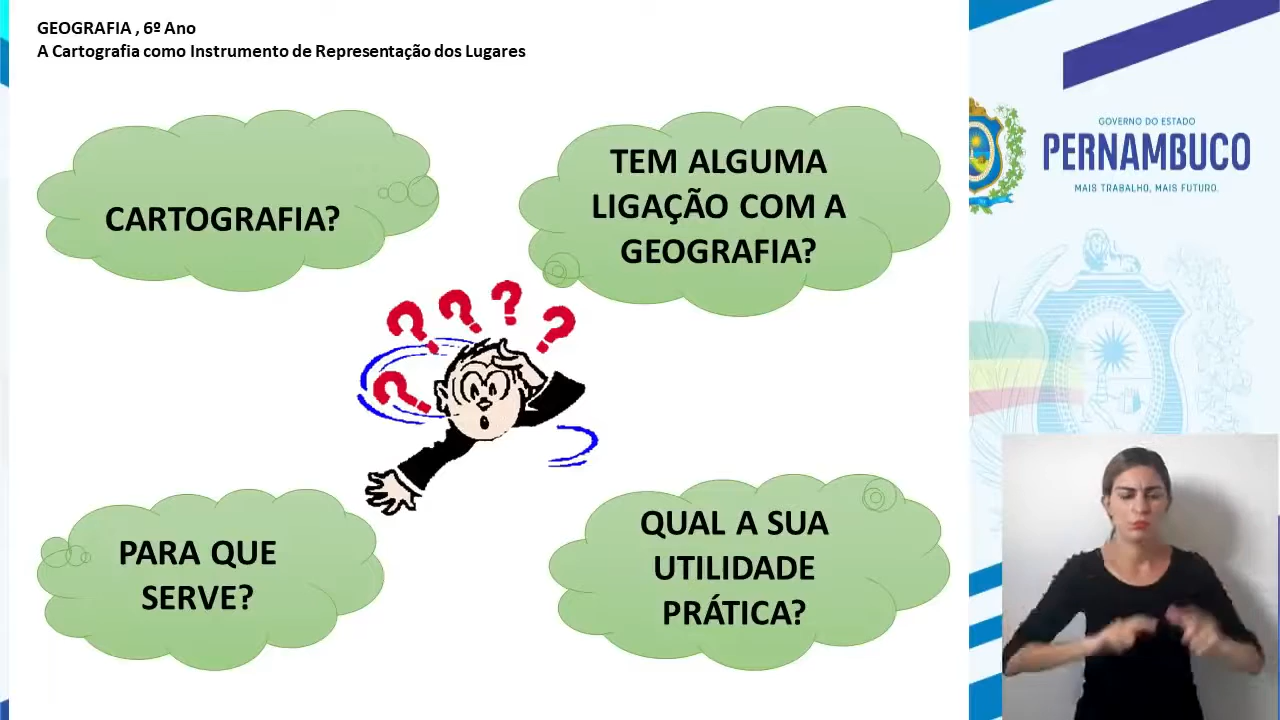 GEOGRAFIA , 6º Ano
A Cartografia como Instrumento de Representação dos Lugares
CARTOGRAFIA?
TEM ALGUMA
LIGAÇÃO COM A
GEOGRAFIA?
PARA QUE
SERVE?
QUAL A SUA
UTILIDADE
PRÁTICA?
GOVERNO DO ESTADO
PERNAMBUCO
MAIS TRABALHO, MAIS FUTURO.